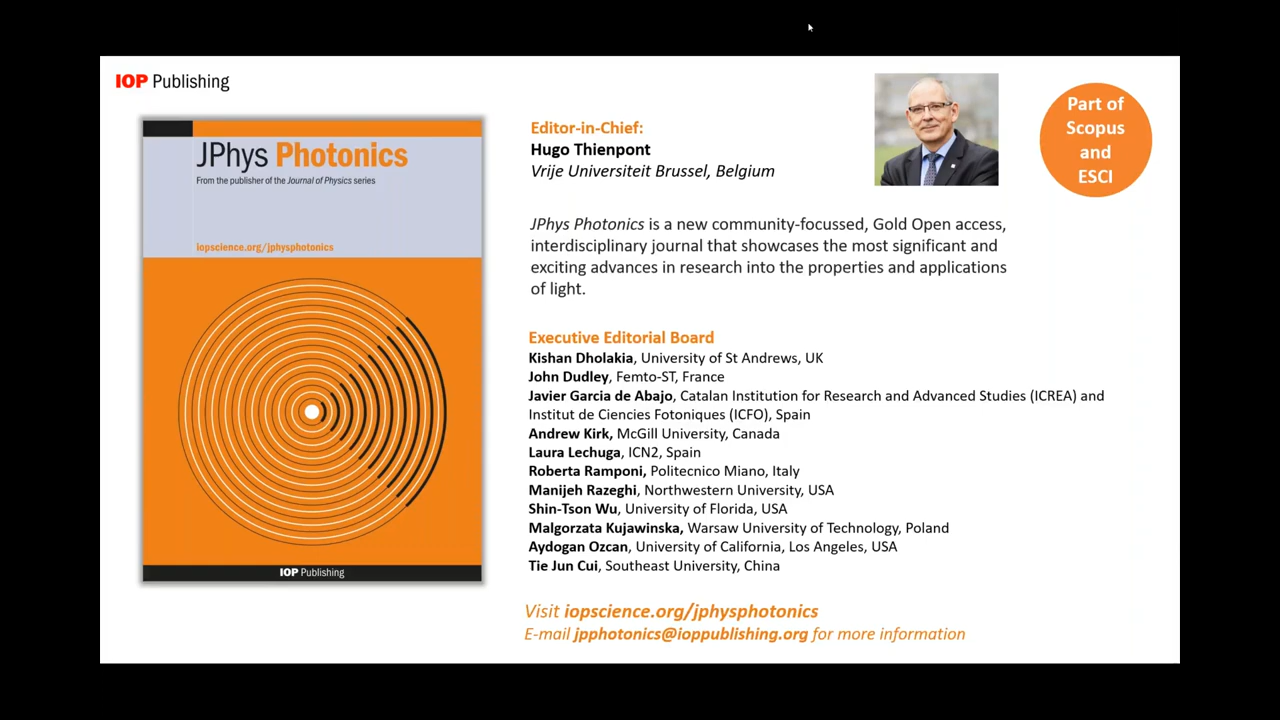 IOP Publishing
JPhys Photonics
From the publisher of the Journal of Physics series
iopscience.org/jphysphotonics
IOP Publishing
Editor-in-Chief:
Hugo Thienpont
Vrije Universiteit Brussel, Belgium
Part of
Scopus
and
ESCI
JPhys Photonics is a new community-focussed, Gold Open access,
interdisciplinary journal that showcases the most significant and
exciting advances in research into the properties and applications
of light.
Executive Editorial Board
Kishan Dholakia, University of St Andrews, UK
John Dudley, Femto-ST, France
Javier Garcia de Abajo, Catalan Institution for Research and Advanced Studies (ICREA) and
Institut de Ciencies Fotoniques (ICFO), Spain
Andrew Kirk, McGill University, Canada
Laura Lechuga, ICN2, Spain
Roberta Ramponi, Politecnico Miano, Italy
Manijeh Razeghi, Northwestern University, USA
Shin-Tson Wu, University of Florida, USA
Malgorzata Kujawinska, Warsaw University of Technology, Poland
Aydogan Ozcan, University of California, Los Angeles, USA
Tie Jun Cui, Southeast University, China
Visit iopscience.org/jphysphotonics
E-mail jpphotonics@ioppublishing.org for more information